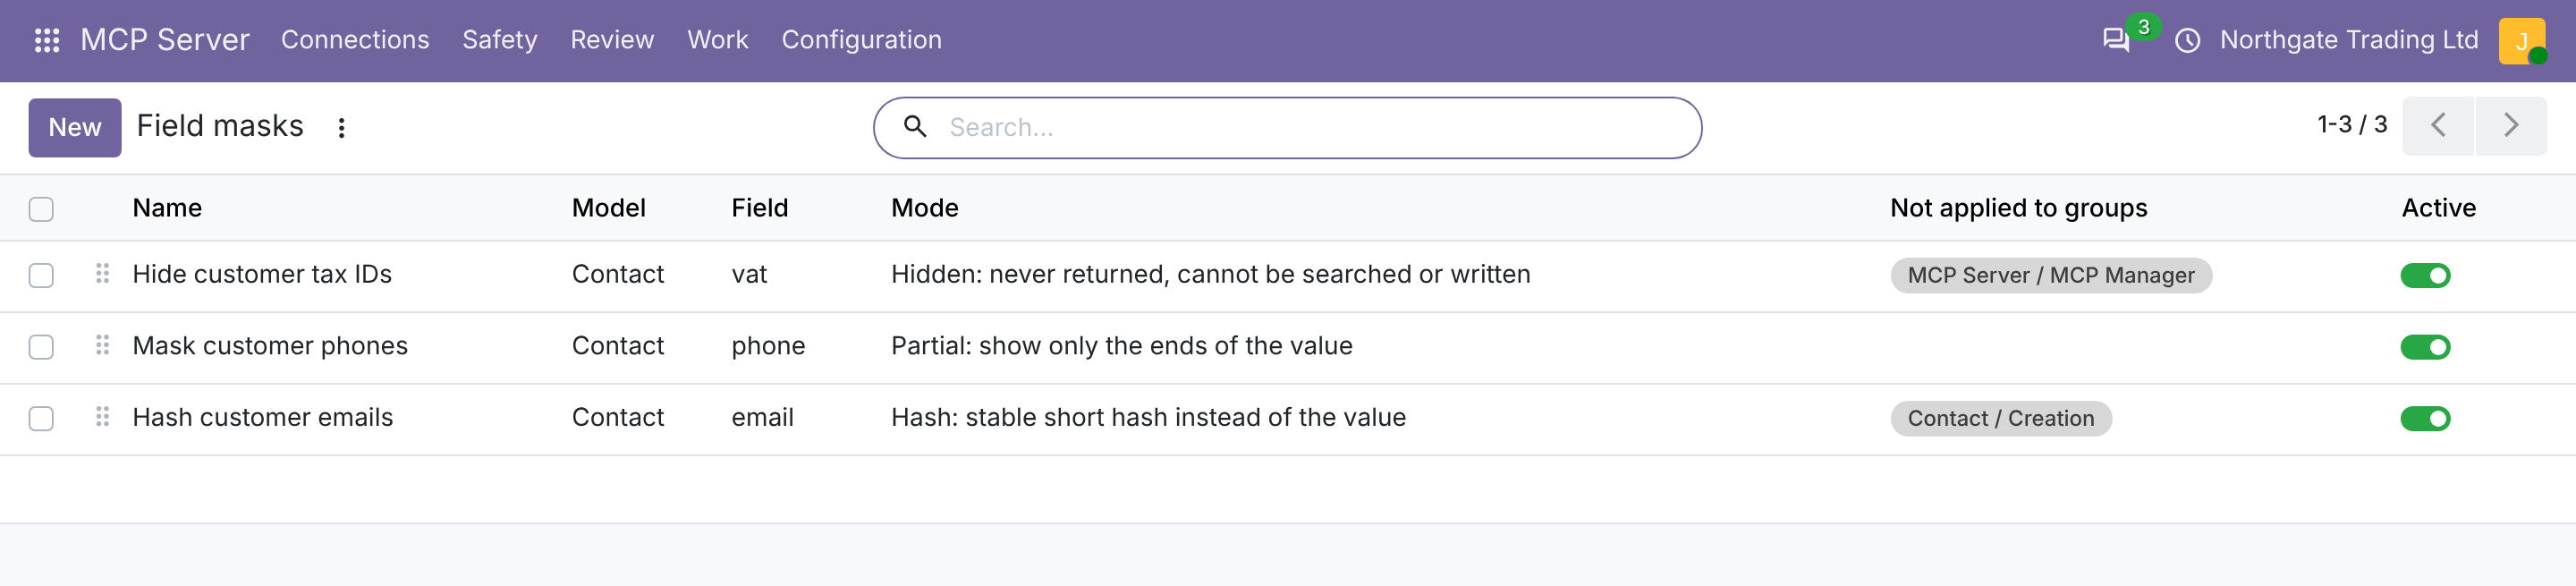 MCP Server Connections Safety Review Work Configuration 3 Northgate Trading Ltd J
New Field masks Search... 1-3 / 3
Name Model Field Mode Not applied to groups Active
Hide customer tax IDs Contact vat Hidden: never returned, cannot be searched or written MCP Server / MCP Manager
Mask customer phones Contact phone Partial: show only the ends of the value
Hash customer emails Contact email Hash: stable short hash instead of the value Contact / Creation